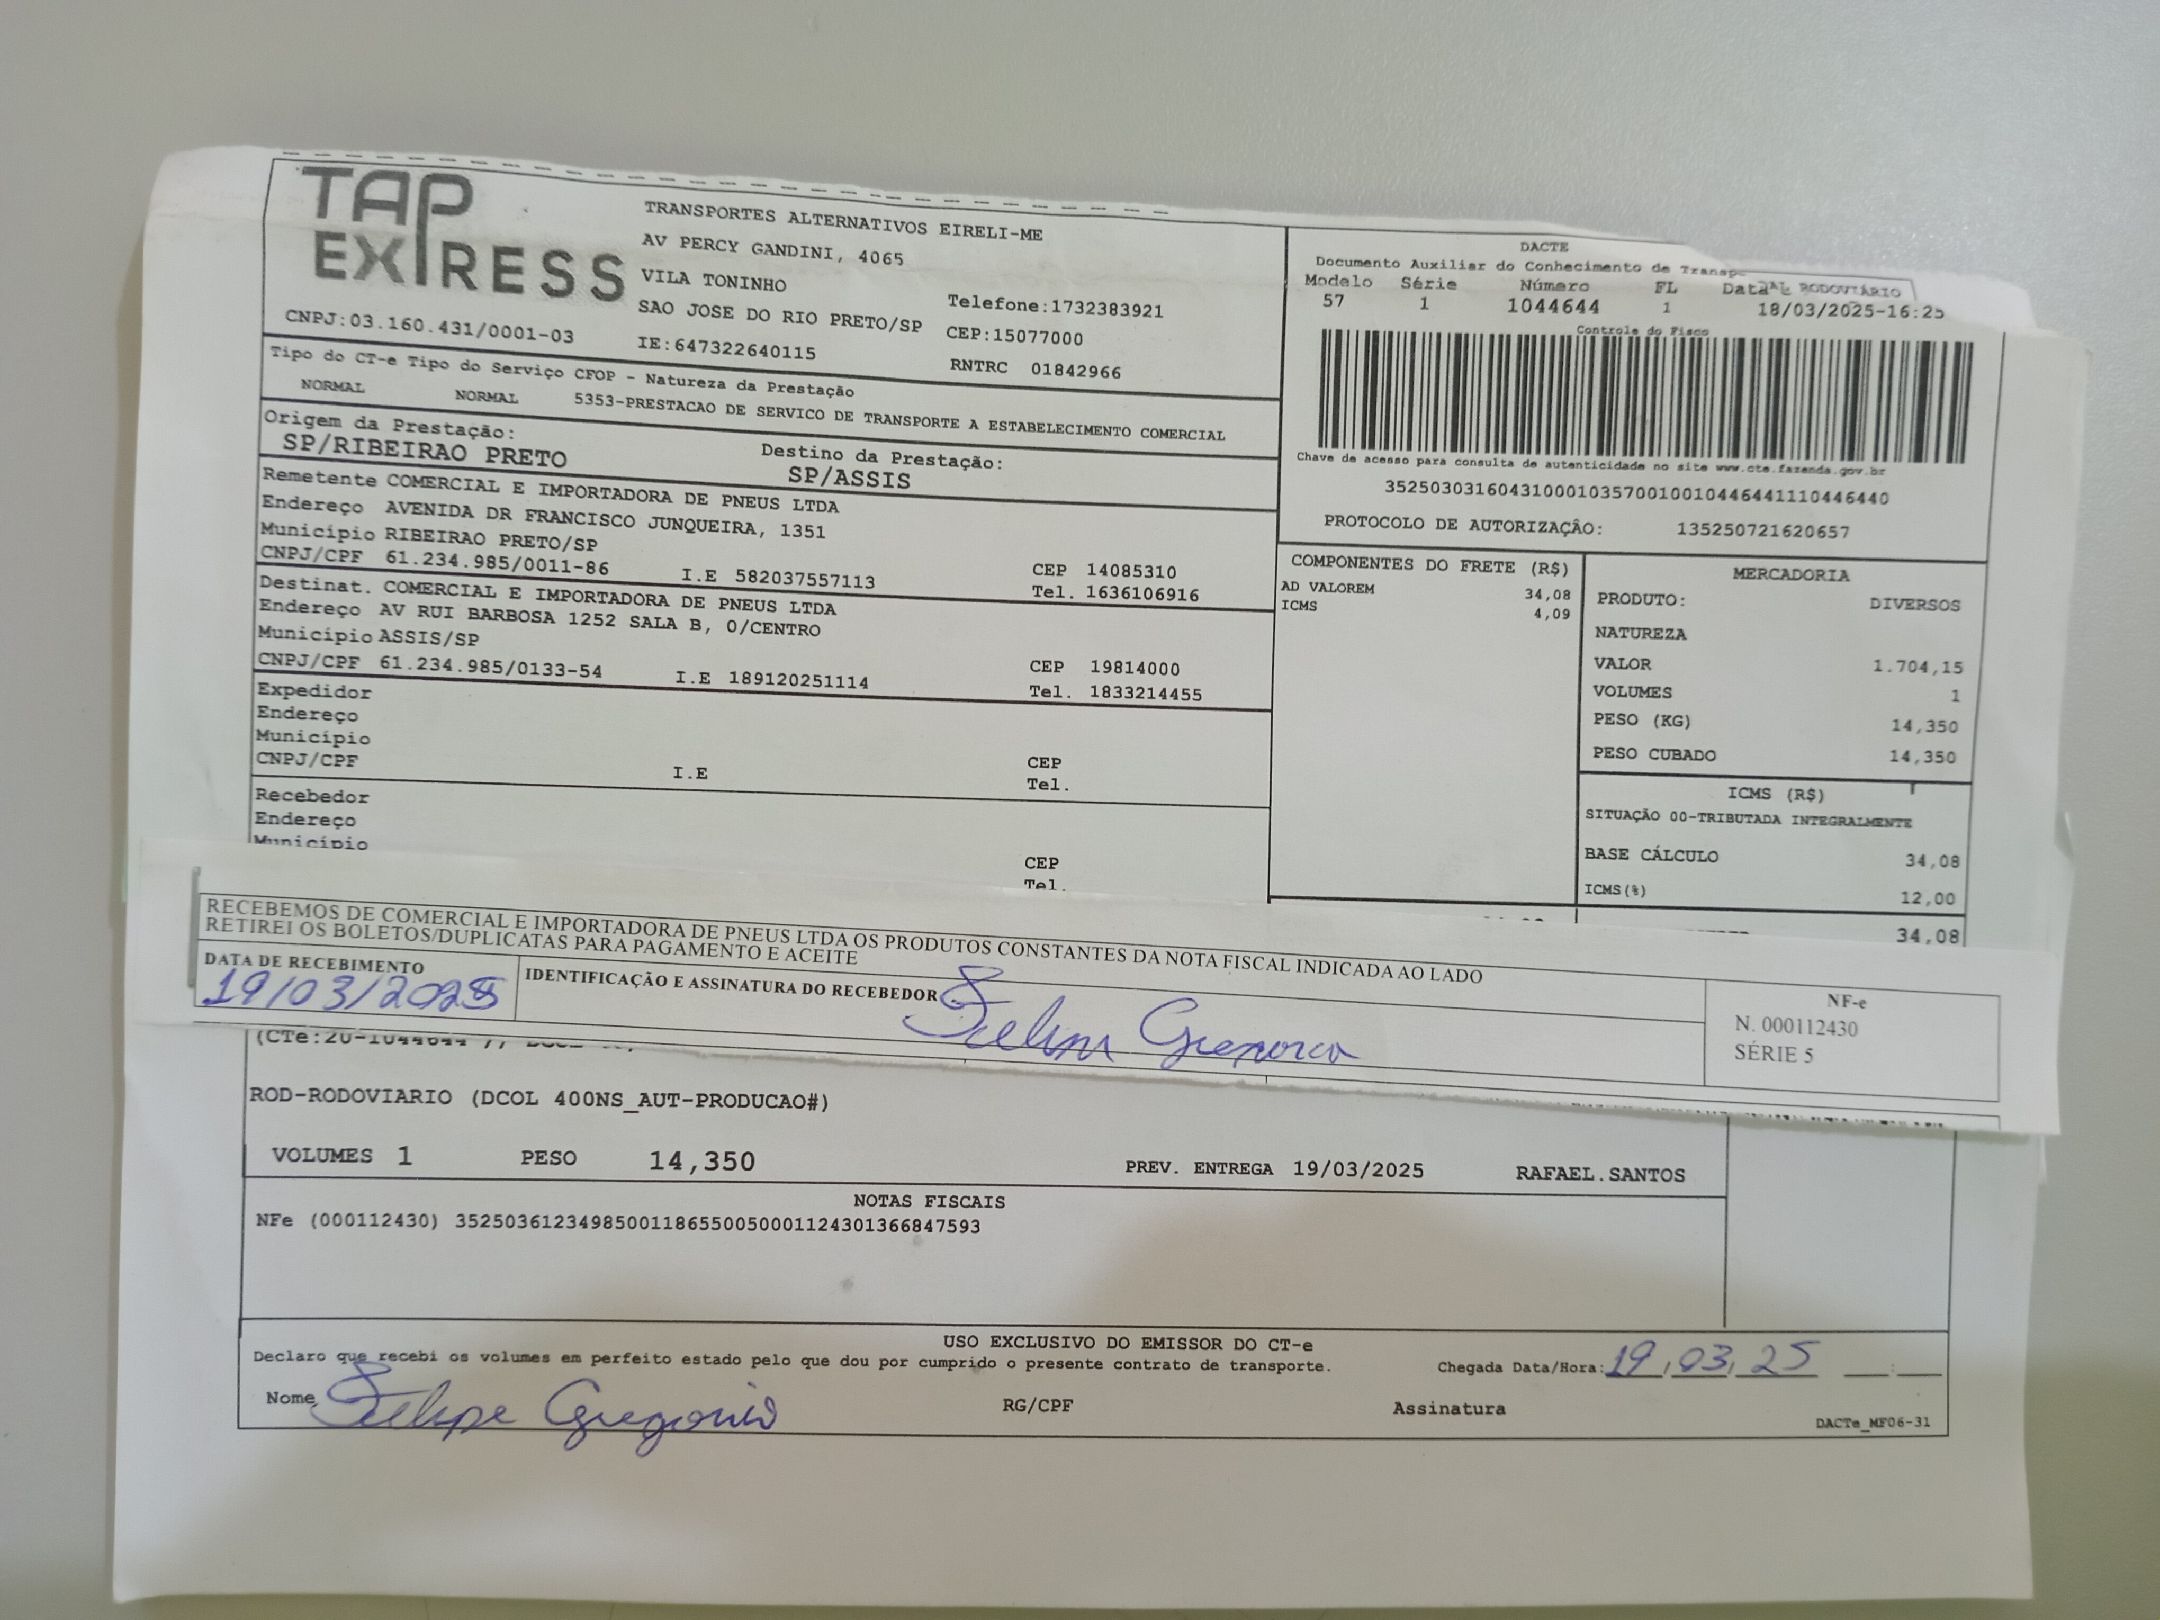 TAP
EXPRESS
TRANSPORTES ALTERNATIVOS EIRELI-ME
AV PERCY GANDINI, 4065
VILA TONINHO
SAO JOSE DO RIO PRETO/SP
Telefone:1732383921
CEP:15077000
CNPJ:03.160.431/0001-03
IE:647322640115
RNTRC 01842966
Tipo do CT-e Tipo do Serviço CFOP - Natureza da Prestação
NORMAL NORMAL 5353-PRESTACAO DE SERVICO DE TRANSPORTE A ESTABELECIMENTO COMERCIAL
Origem da Prestação:
SP/RIBEIRAO PRETO
Destino da Prestação:
SP/ASSIS
Remetente COMERCIAL E IMPORTADORA DE PNEUS LTDA
Endereço AVENIDA DR FRANCISCO JUNQUEIRA, 1351
Município RIBEIRAO PRETO/SP
CEP 14085310
CNPJ/CPF 61.234.985/0011-86 I.E 582037557113 Tel. 1636106916
Destinat. COMERCIAL E IMPORTADORA DE PNEUS LTDA
Endereço AV RUI BARBOSA 1252 SALA B, 0/CENTRO
Município ASSIS/SP
CEP 19814000
CNPJ/CPF 61.234.985/0133-54 I.E 189120251114 Tel. 1833214455
Expedidor
Endereço
Município CEP
CNPJ/CPF I.E Tel.
Recebedor
Endereço
Município CEP
Tel.
DACTE
Documento Auxiliar do Conhecimento de
RODOVIÁRIO
Modelo Série Número FL Data
57 1 1044644 1 18/03/2025-16:25
Controle do Fisco
Chave de acesso para consulta de autenticidade no site www.cte.fazenda.gov.br
35250303160431000103570010010446441110446440
PROTOCOLO DE AUTORIZAÇÃO: 135250721620657
COMPONENTES DO FRETE (R$)
AD VALOREM 34,08
ICMS 4,09
MERCADORIA
PRODUTO: DIVERSOS
NATUREZA
VALOR 1.704,15
VOLUMES 1
PESO (KG) 14,350
PESO CUBADO 14,350
ICMS (R$)
SITUAÇÃO 00-TRIBUTADA INTEGRALMENTE
BASE CÁLCULO 34,08
ICMS(%) 12,00
34,08
RECEBEMOS DE COMERCIAL E IMPORTADORA DE PNEUS LTDA OS PRODUTOS CONSTANTES DA NOTA FISCAL INDICADA AO LADO
RETIREI OS BOLETOS/DUPLICATAS PARA PAGAMENTO E ACEITE
DATA DE RECEBIMENTO
19/03/2025
IDENTIFICAÇÃO E ASSINATURA DO RECEBEDOR
NF-e
N. 000112430
SÉRIE 5
(CTe:20-1044644 //
ROD-RODOVIARIO (DCOL 400NS_AUT-PRODUCAO#)
VOLUMES 1 PESO 14,350 PREV. ENTREGA 19/03/2025 RAFAEL.SANTOS
NOTAS FISCAIS
NFe (000112430) 35250361234985001186550050001124301366847593
USO EXCLUSIVO DO EMISSOR DO CT-e
Declaro que recebi os volumes em perfeito estado pelo que dou por cumprido o presente contrato de transporte.
Chegada Data/Hora: 19/03/25 :
Nome Felipe Gregorio RG/CPF Assinatura
DACTe_MF06-31